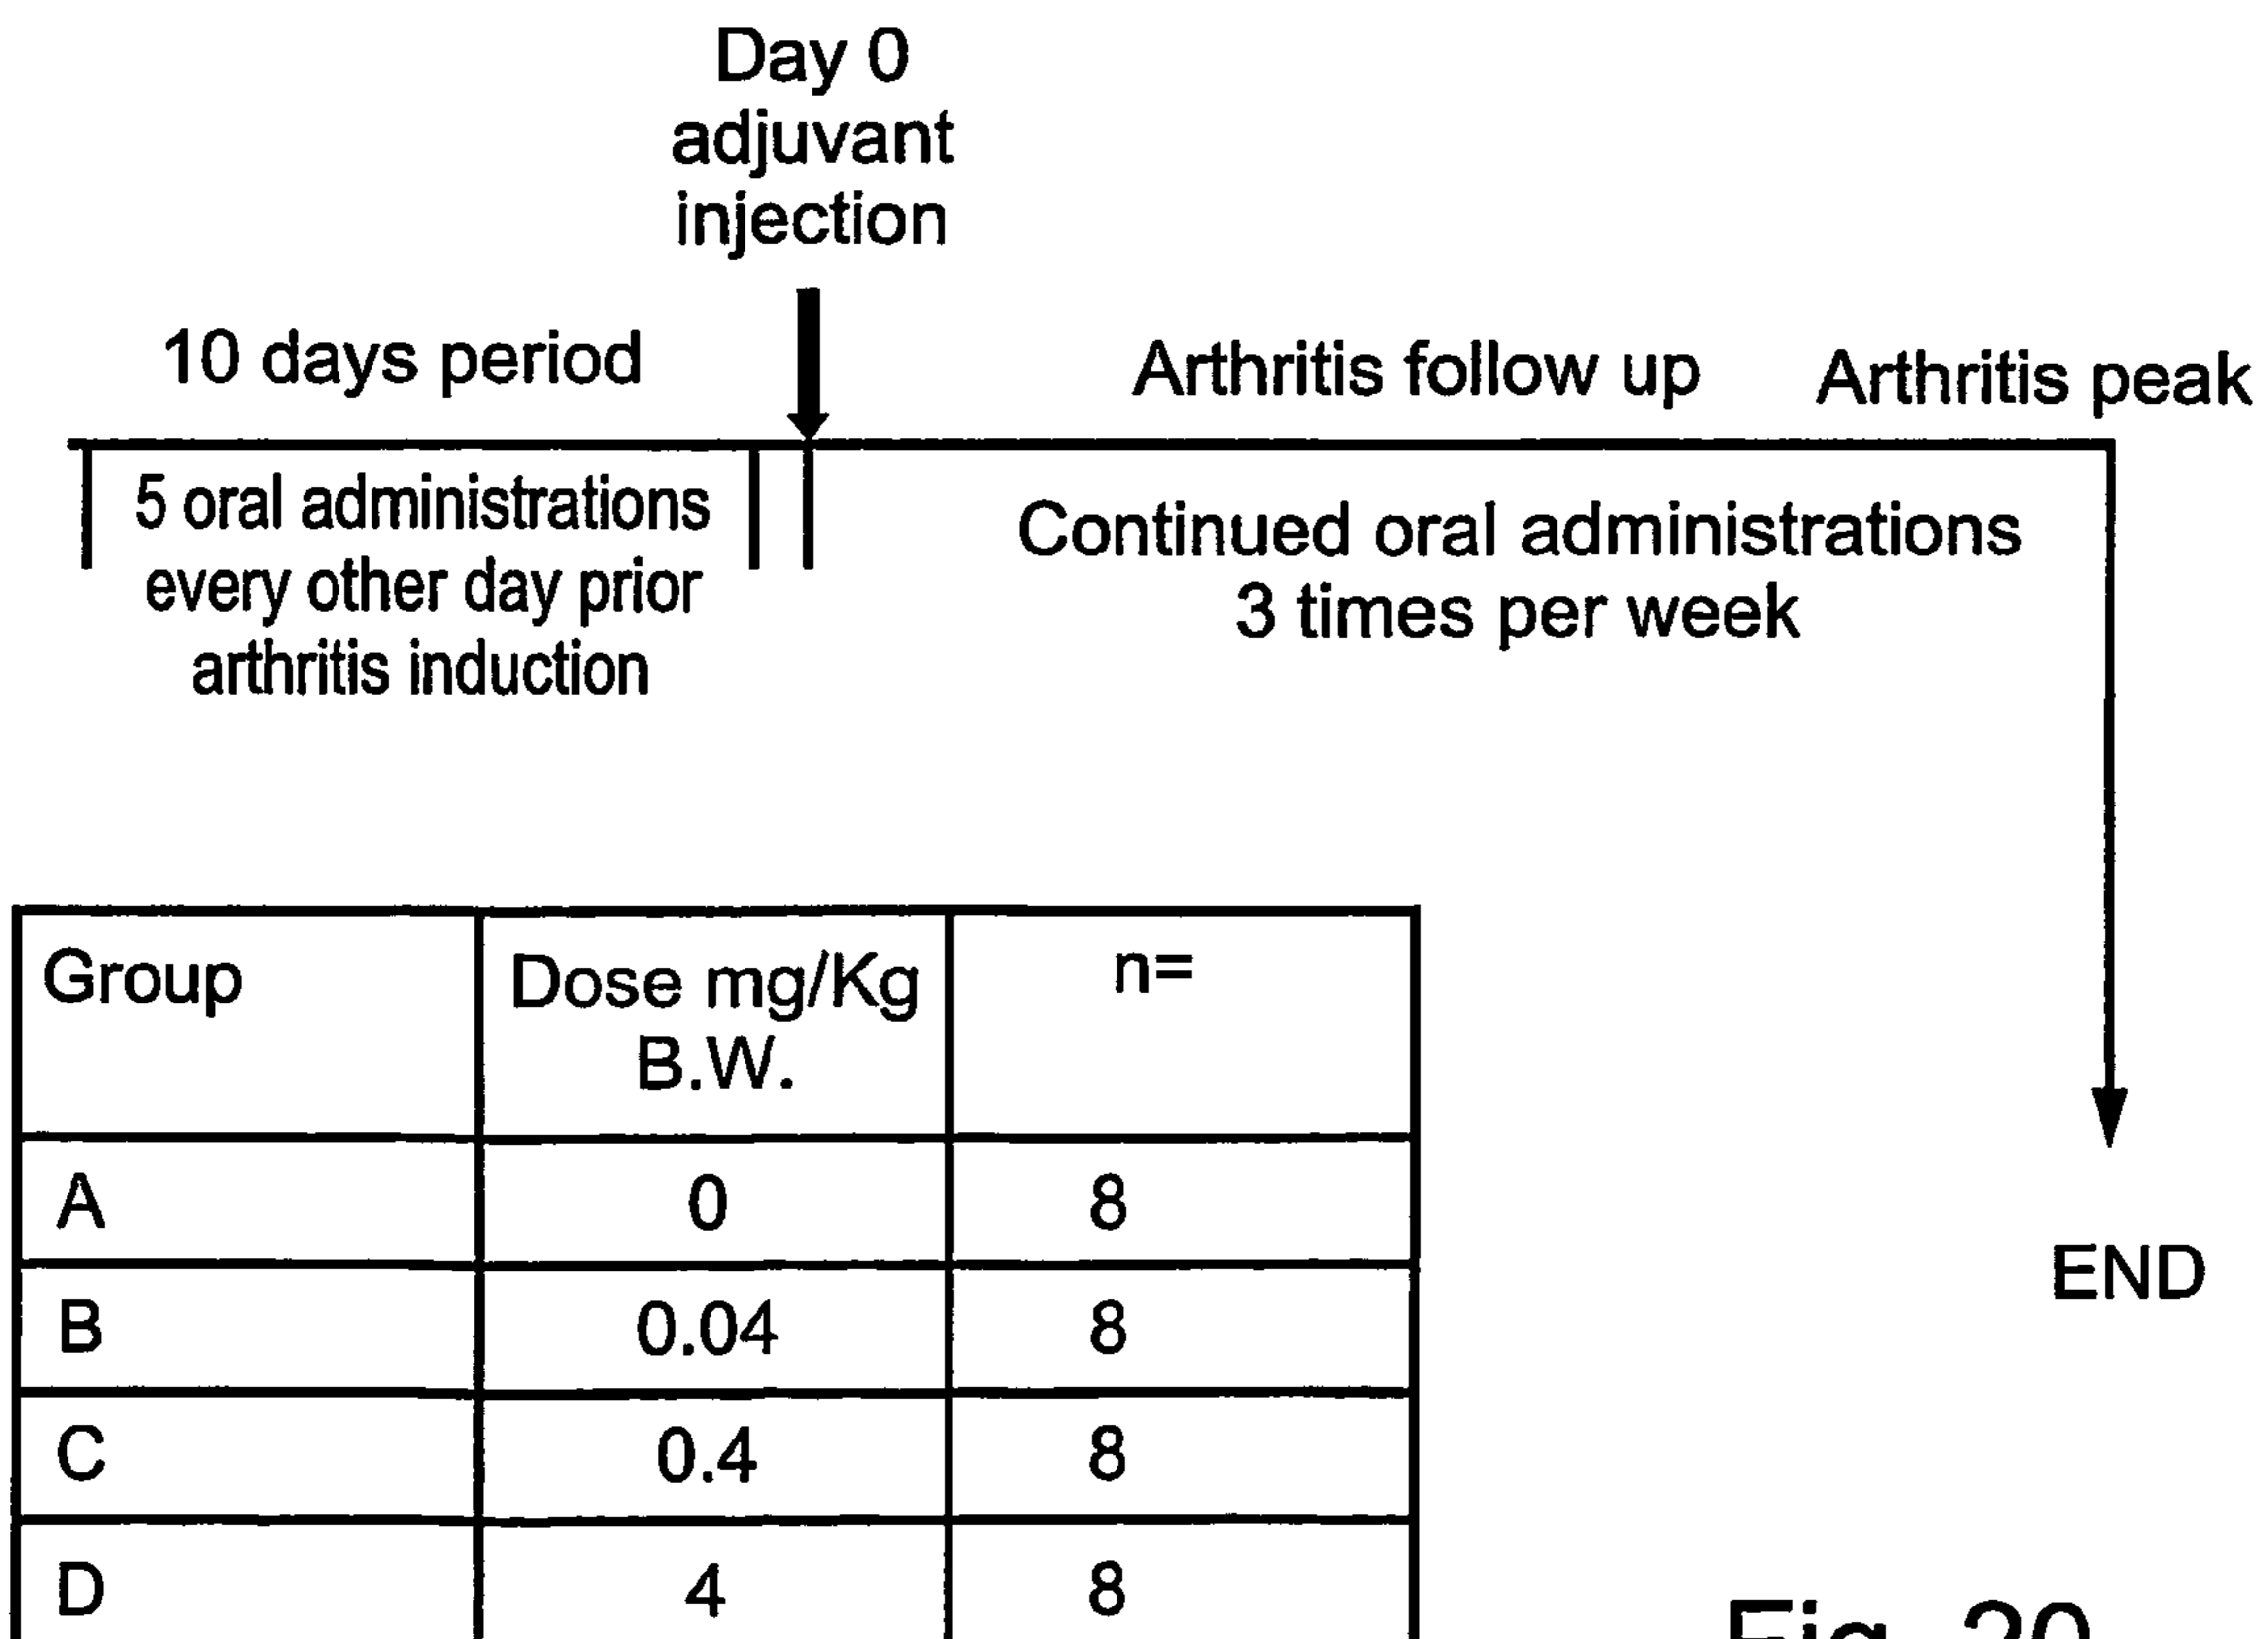 Day 0
adjuvant
injection
10 days period
Arthritis follow up
Arthritis peak
5 oral administrations
every other day prior
arthritis induction
Continued oral administrations
3 times per week
Group Dose mg/Kg n=
B.W.
A 0 8
B 0.04 8
C 0.4 8
D 4 8
END
Fig. 20